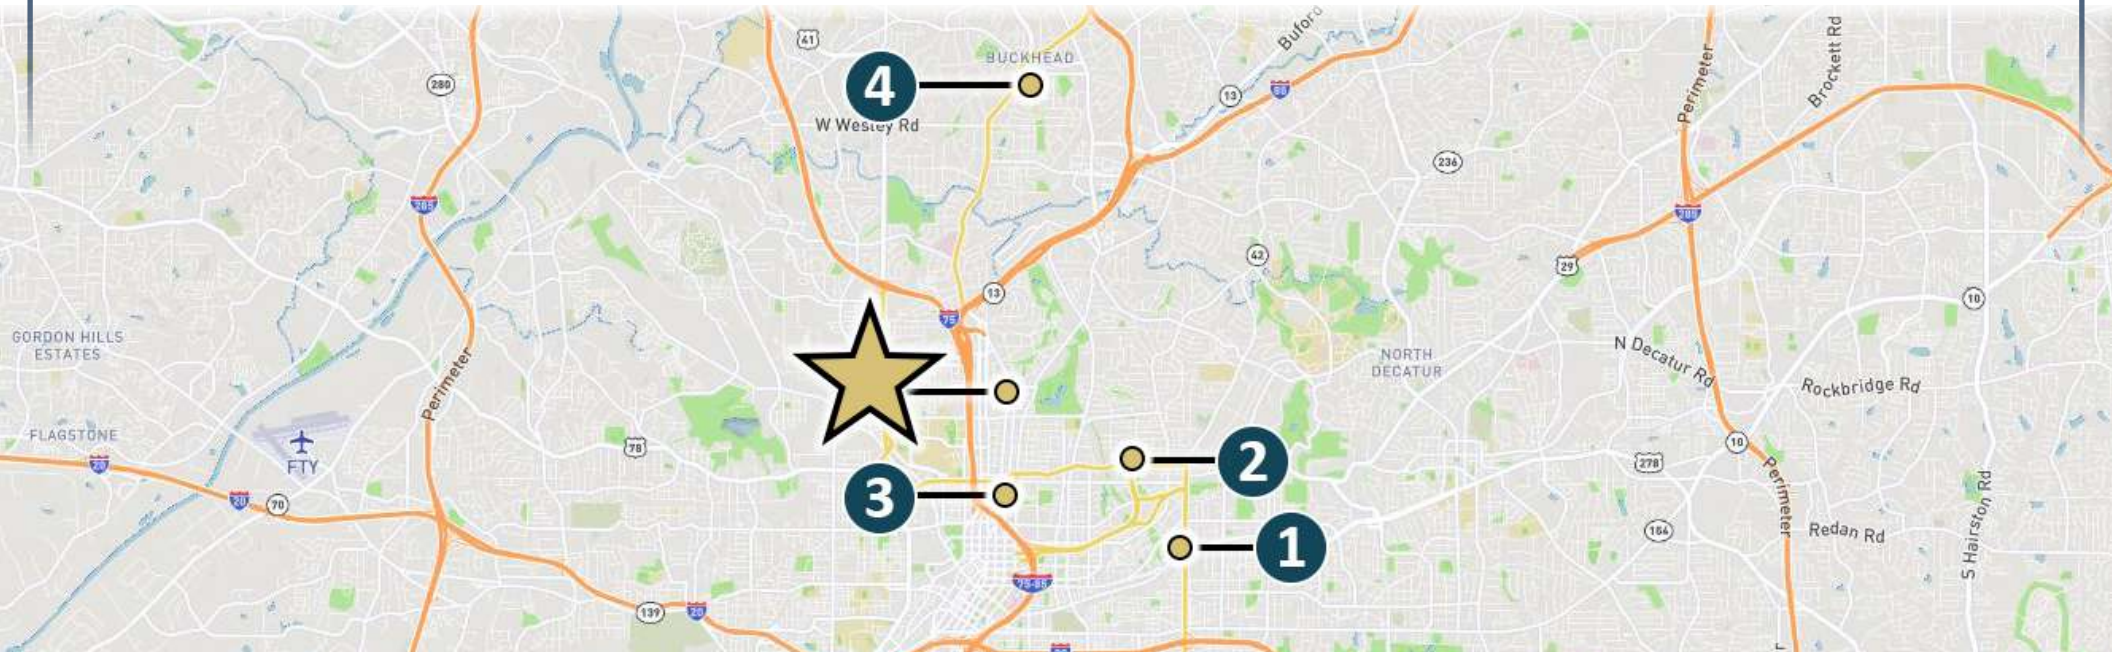 41
Buford
BUCKHEAD
Perimeter
Brockett Rd
280
4
13
W Wesley Rd
236
285
285
42
29
13
10
75
GORDON HILLS
ESTATES
N Decatur Rd
NORTH
DECATUR
Rockbridge Rd
Perimeter
FLAGSTONE
78
10
20
FTY
2
278
Perimeter
20
70
3
S Hairston Rd
Redan Rd
1
75-85
139
20